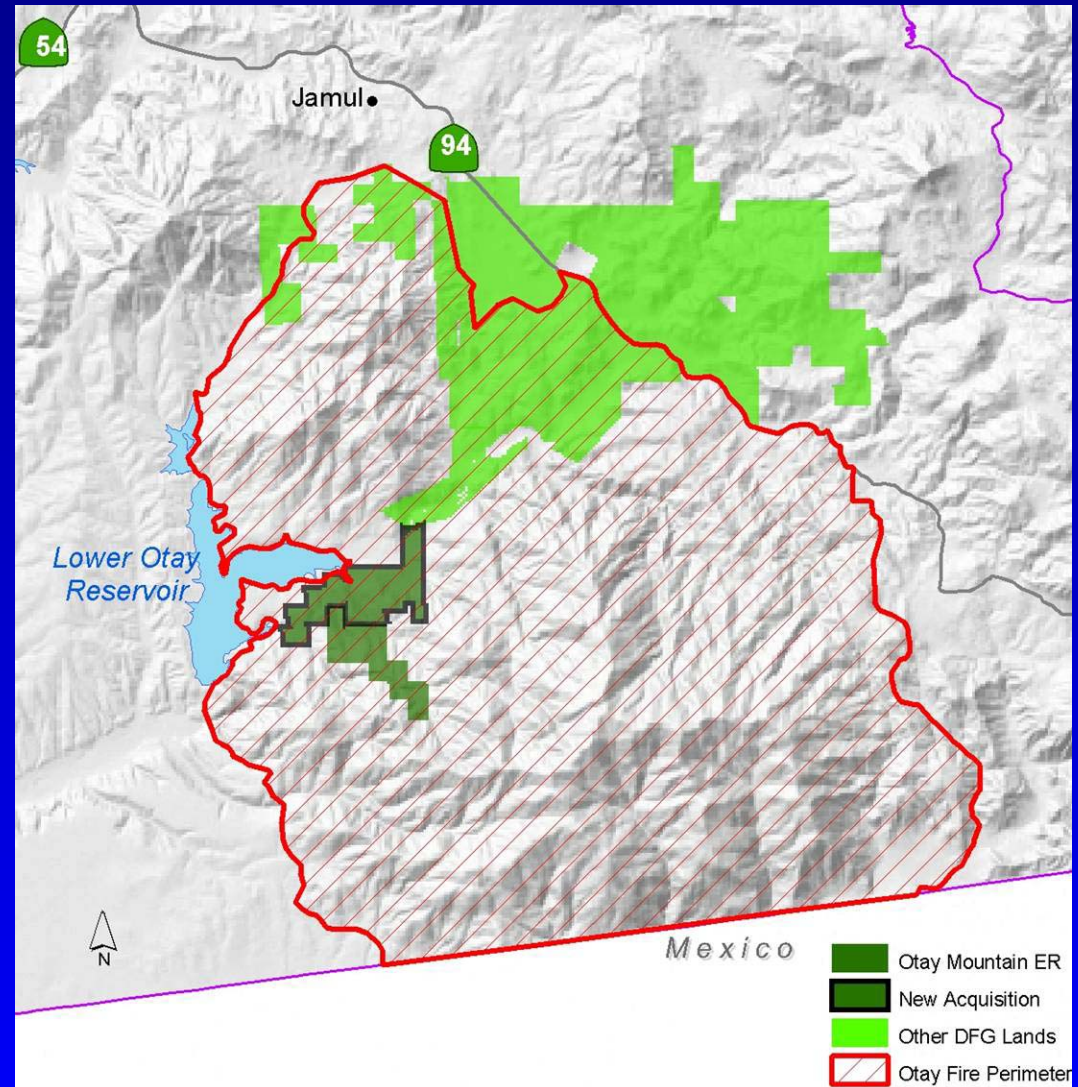 54
Jamul
94
Lower Otay
Reservoir
N
Mexico
Otay Mountain ER
New Acquisition
Other DFG Lands
Otay Fire Perimeter